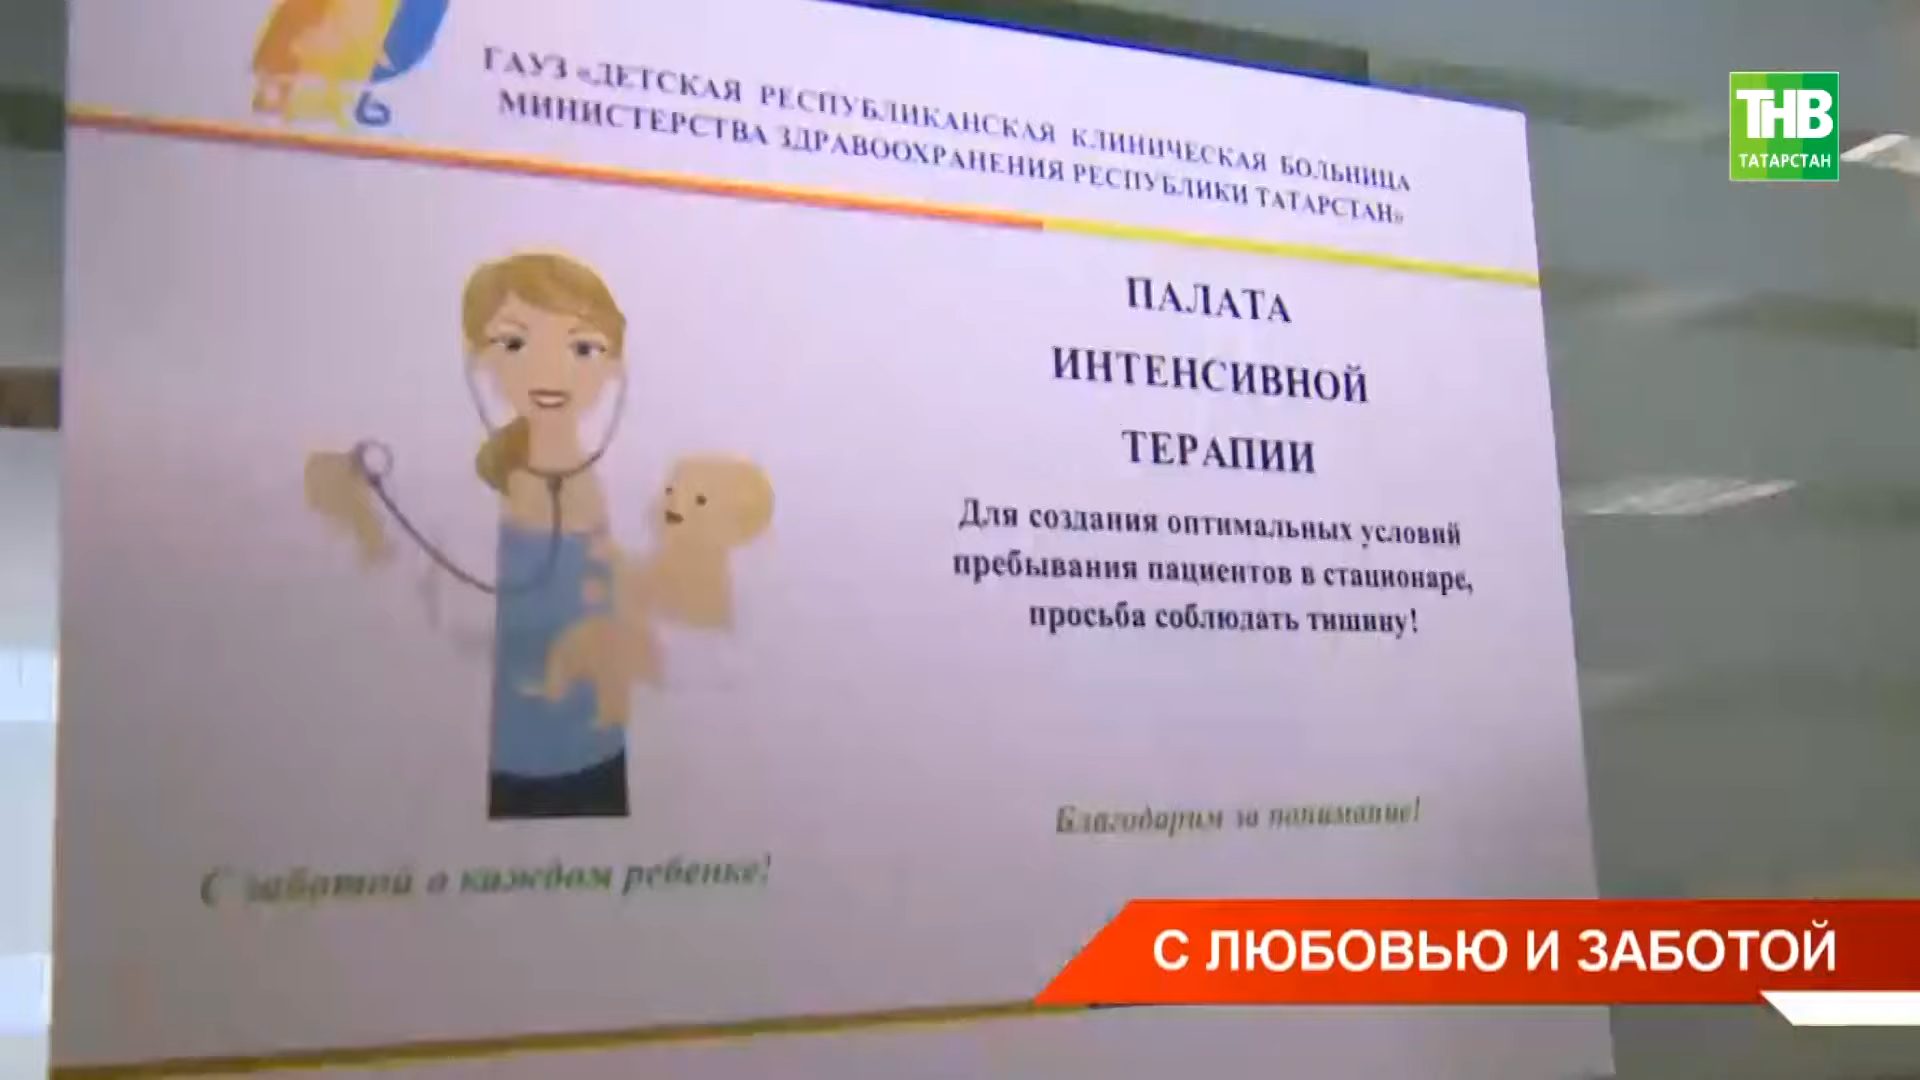 ГАУЗ «ДЕТСКАЯ РЕСПУБЛИКАНСКАЯ КЛИНИЧЕСКАЯ БОЛЬНИЦА
МИНИСТЕРСТВА ЗДРАВООХРАНЕНИЯ РЕСПУБЛИКИ ТАТАРСТАН»
ТНВ
ТАТАРСТАН
ПАЛАТА
ИНТЕНСИВНОЙ
ТЕРАПИИ
Для создания оптимальных условий
пребывания пациентов в стационаре,
просьба соблюдать тишину!
Благодарим за понимание!
С заботой о каждом ребенке!
С ЛЮБОВЬЮ И ЗАБОТОЙ